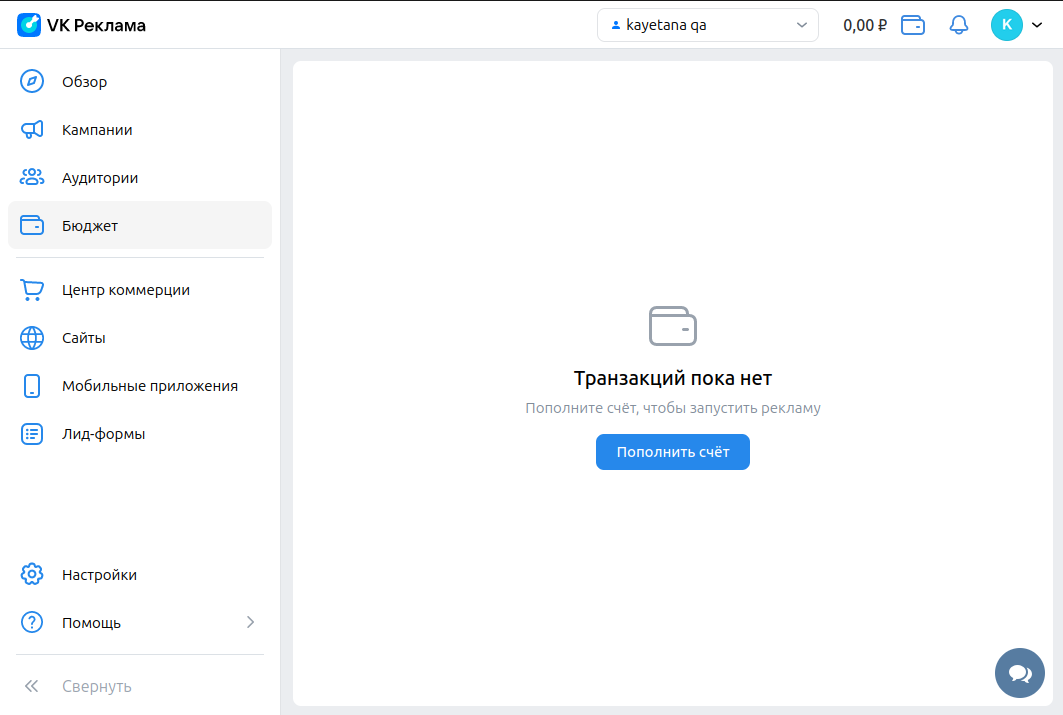 VK Реклама
kayetana qa
0,00 ₽
K
Обзор
Кампании
Аудитории
Бюджет
Центр коммерции
Сайты
Мобильные приложения
Лид-формы
Настройки
Помощь
Свернуть
Транзакций пока нет
Пополните счёт, чтобы запустить рекламу
Пополнить счёт